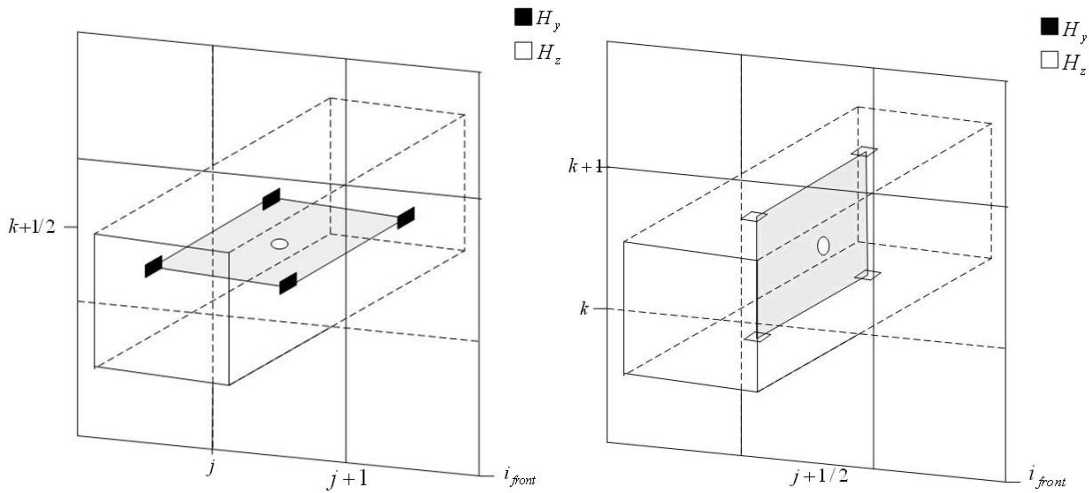 H_y
H_z
k+1/2
j
j+1
i_front
H_y
H_z
k+1
k
j+1/2
i_front